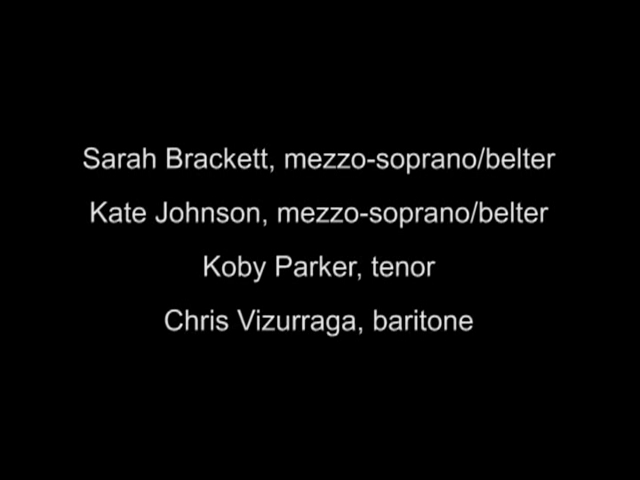 Sarah Brackett, mezzo-soprano/belter
Kate Johnson, mezzo-soprano/belter
Koby Parker, tenor
Chris Vizurraga, baritone